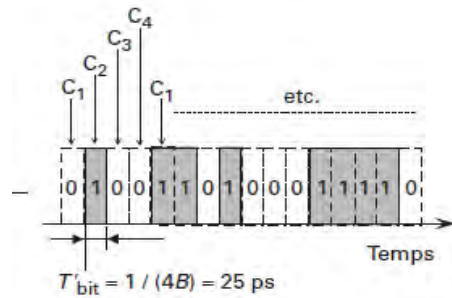 C4
C3
C2
C1
C1
etc.
0 1 0 0 1 1 0 1 0 0 0 1 1 1 1 0
Temps
T'bit = 1 / (4B) = 25 ps